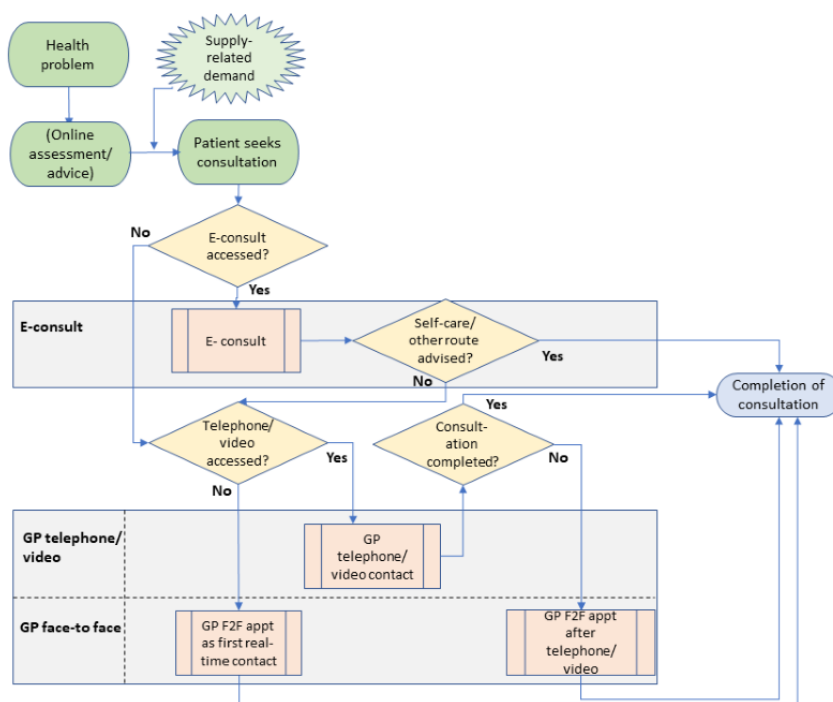 Health
problem
Supply-
related
demand
(Online
assessment/
advice)
Patient seeks
consultation
No
E-consult
accessed?
Yes
E-consult
E- consult
Self-care/
other route
advised?
Yes
No
Completion of
consultation
Telephone/
video
accessed?
Yes
No
Consult-
ation
completed?
Yes
No
GP telephone/
video
GP
telephone/
video contact
GP face-to face
GP F2F appt
as first real-
time contact
GP F2F appt
after
telephone/
video